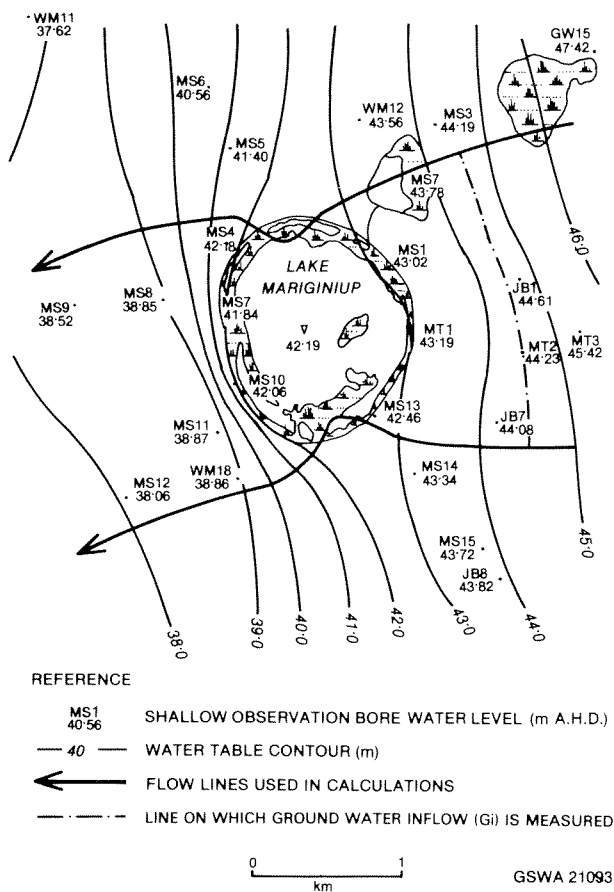 WM11
37·62
GW15
47·42
MS6
40·56
WM12
43·56
MS3
44·19
MS5
41·40
MS7
43·78
MS4
42·18
MS1
43·02
46·0
LAKE
MARIGINIUP
JB1
44·61
MS9
38·52
MS8
38·85
MS7
41·84
42·19
MT1
43·19
MT2
44·23
MT3
45·42
MS10
42·06
MS13
42·46
JB7
44·08
MS11
38·87
MS12
38·06
WM18
38·86
MS14
43·34
45·0
MS15
43·72
JB8
43·82
38·0
39·0
40·0
41·0
42·0
43·0
44·0
REFERENCE
MS1
40·56
SHALLOW OBSERVATION BORE WATER LEVEL (m A.H.D.)
40
WATER TABLE CONTOUR (m)
FLOW LINES USED IN CALCULATIONS
LINE ON WHICH GROUND WATER INFLOW (Gi) IS MEASURED
0 1
km
GSWA 21093